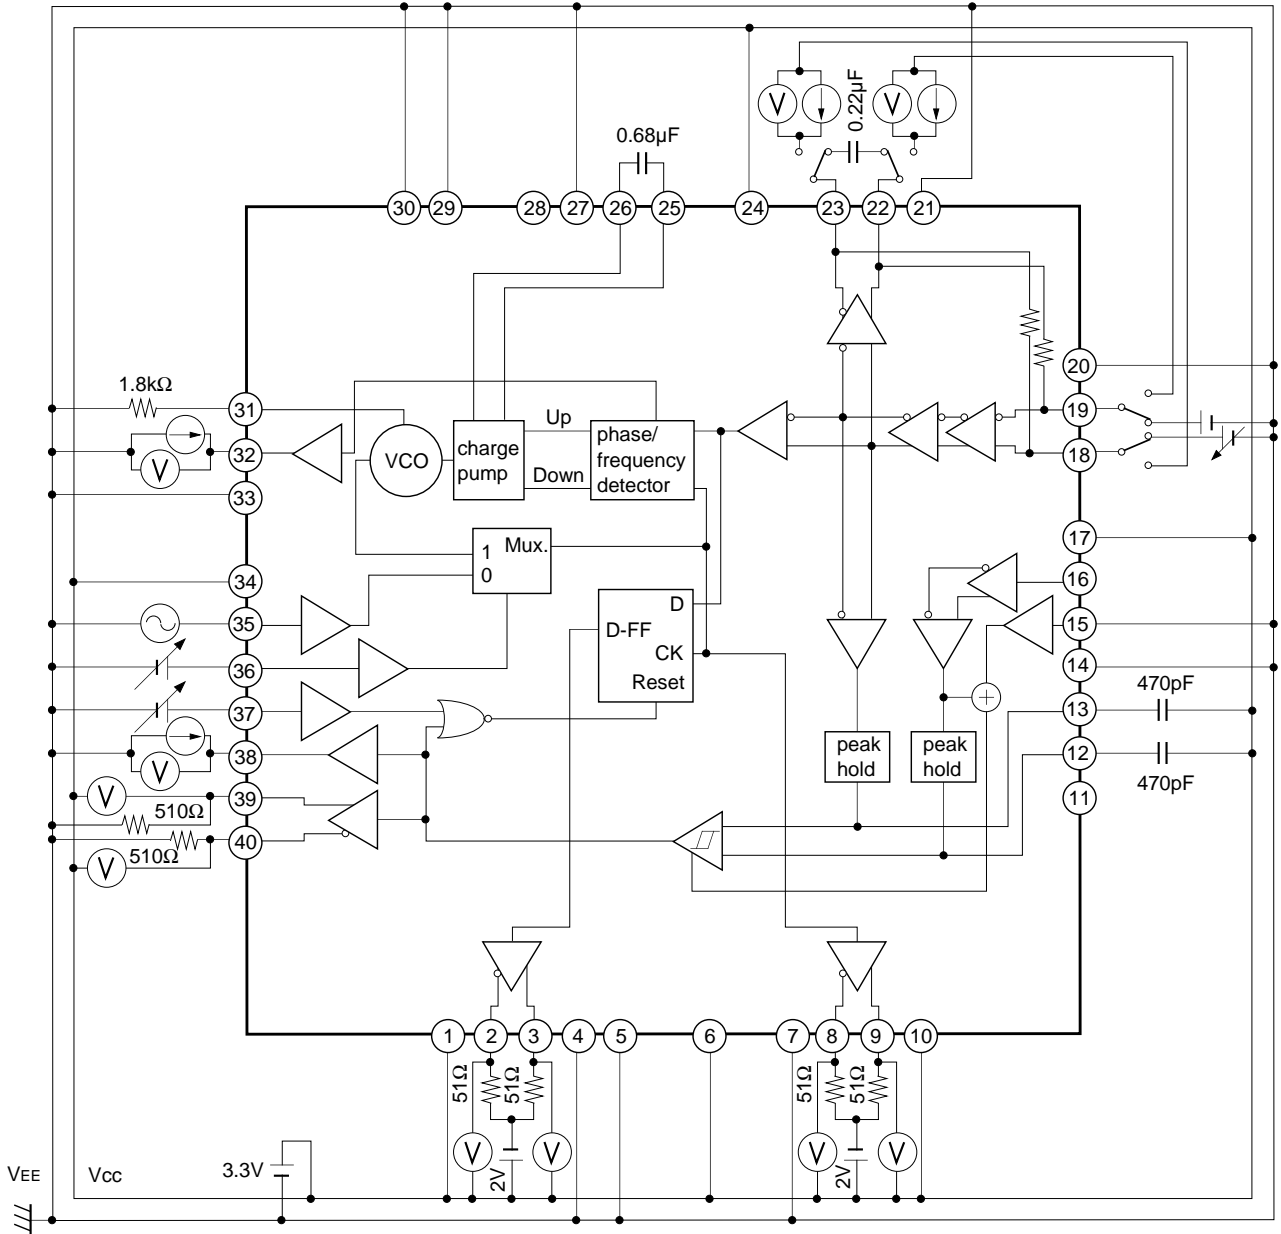 0.68µF
0.22µF
V
V
30
29
28
27
26
25
24
23
22
21
1.8kΩ
31
32
V
33
34
35
36
37
38
V
39
V
510Ω
40
510Ω
V
20
19
18
17
16
15
14
13
470pF
12
470pF
11
VCO
charge
pump
Up
Down
phase/
frequency
detector
Mux.
1
0
D
D-FF
CK
Reset
+
peak
hold
peak
hold
1
2
3
4
5
6
7
8
9
10
51Ω
51Ω
51Ω
51Ω
V
V
V
V
2V
2V
3.3V
VEE
Vcc